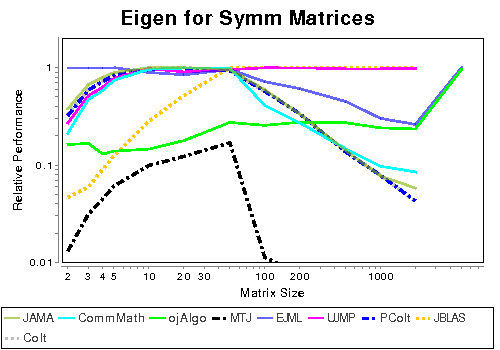 Eigen for Symm Matrices
1
0.1
0.01
Relative Performance
2 3 4 5 10 20 30 100 200 1000
Matrix Size
JAMA CommMath ojAlgo MTJ EJML UJMP PColt JBLAS
Colt